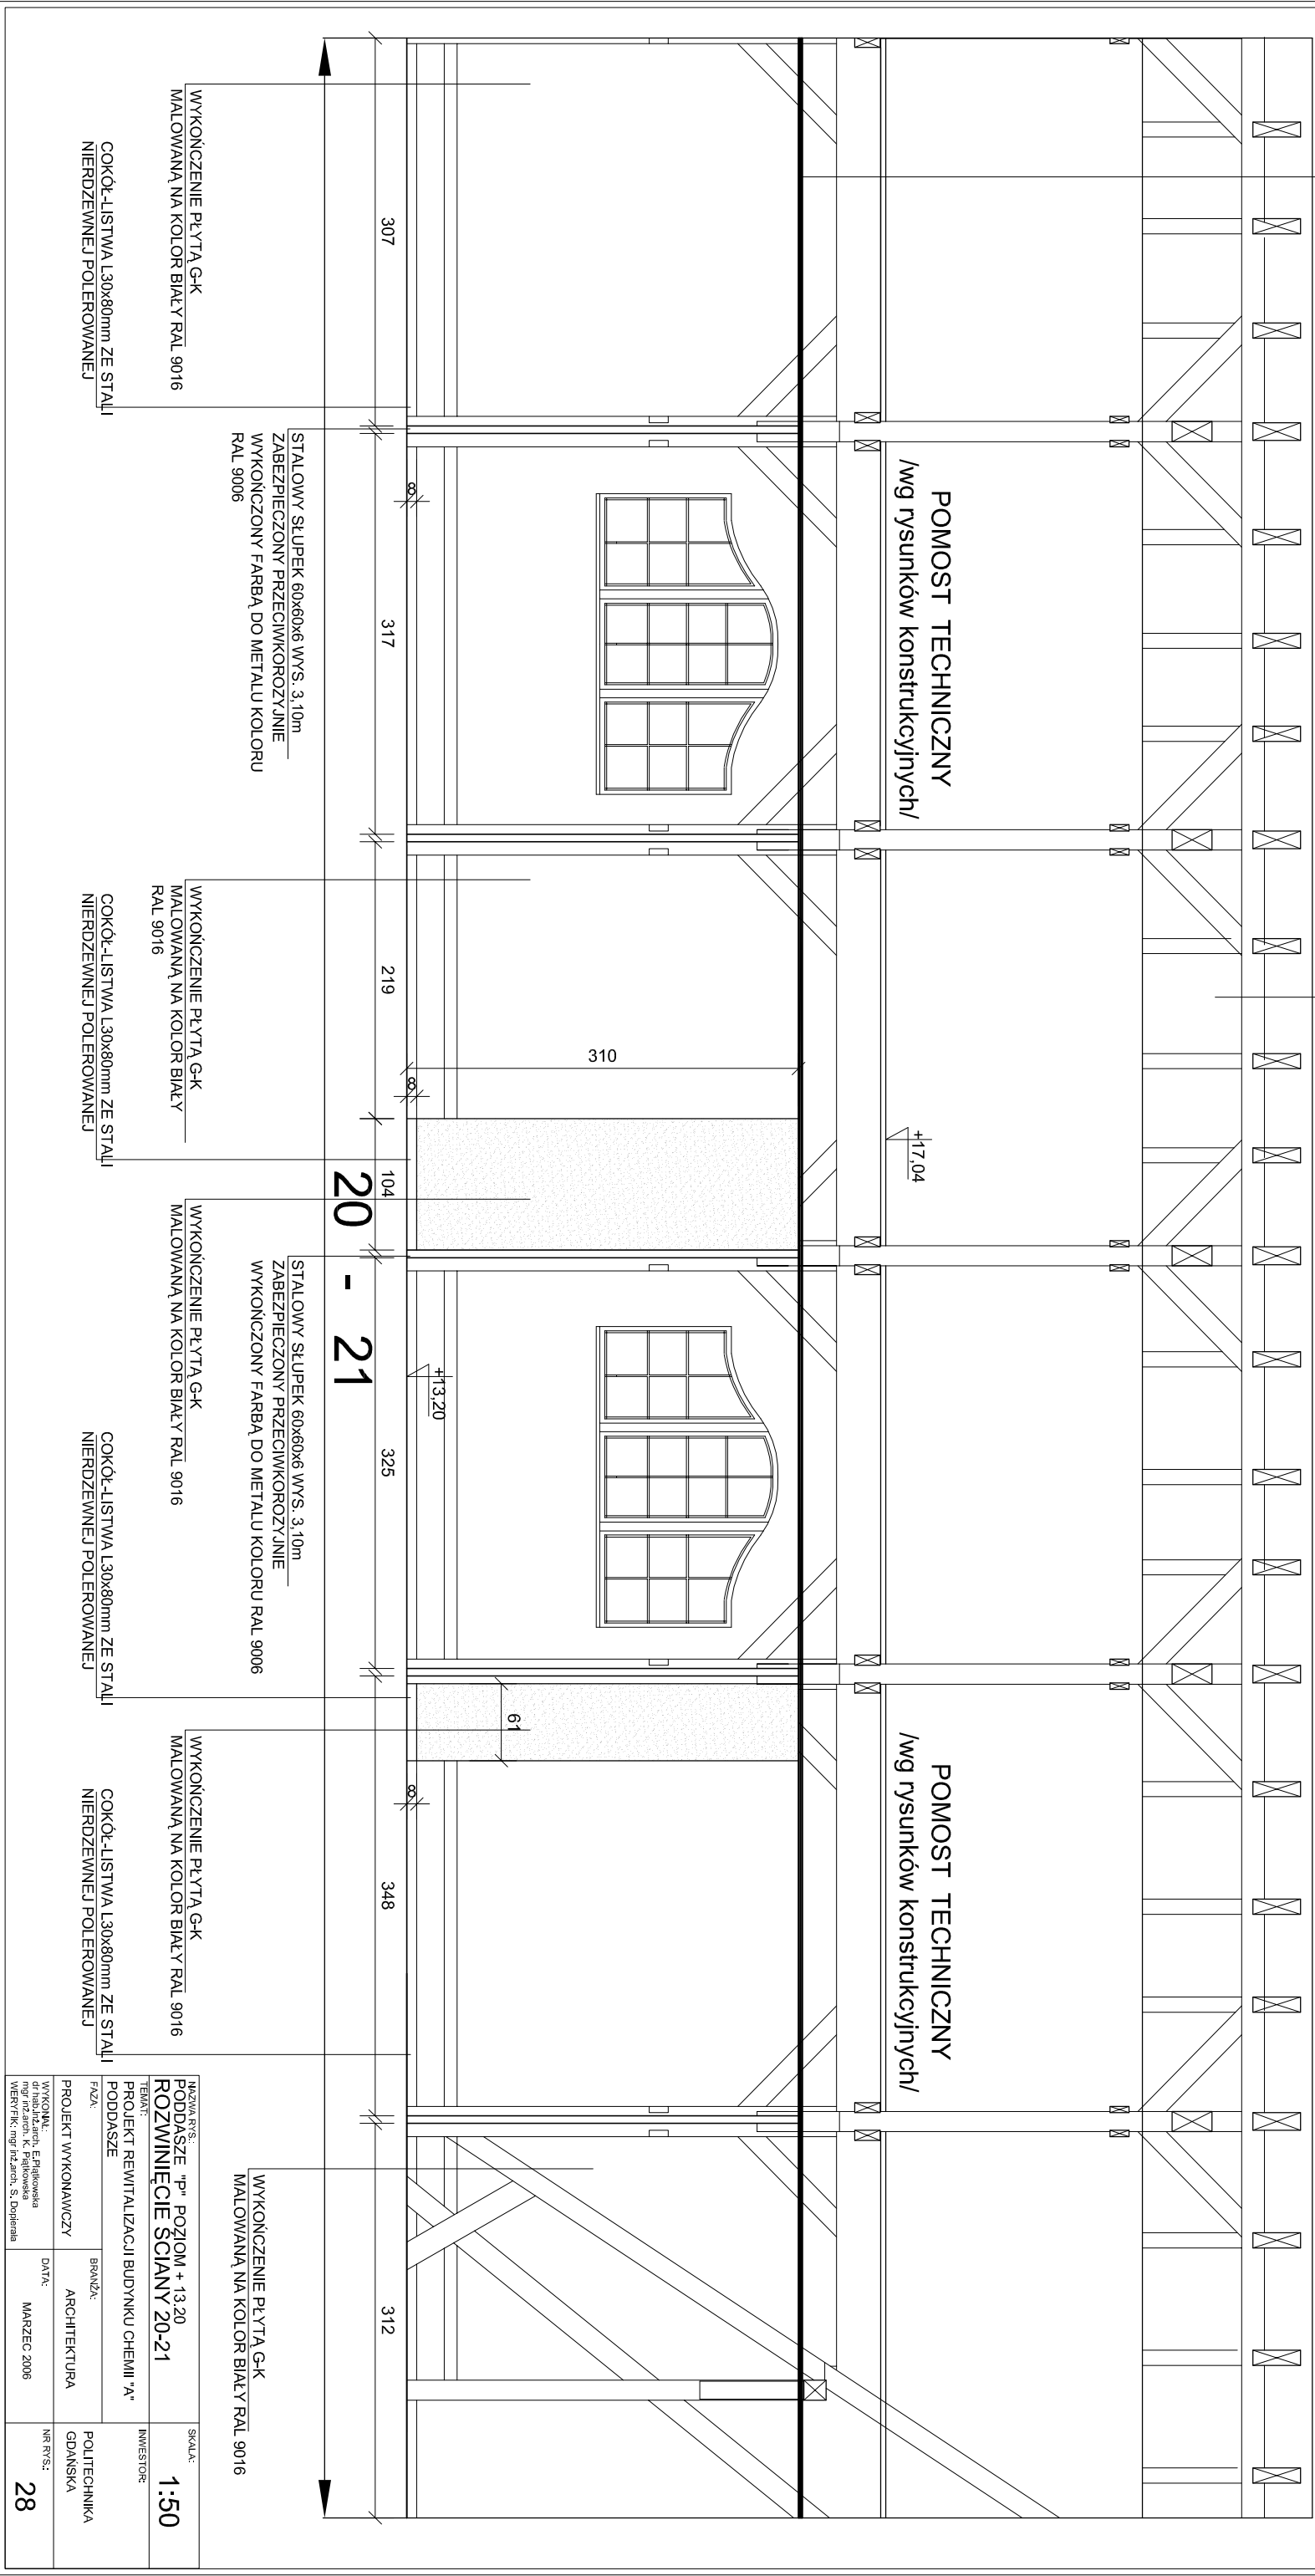 POMOST TECHNICZNY
/wg rysunków konstrukcyjnych/
POMOST TECHNICZNY
/wg rysunków konstrukcyjnych/
+17,04
310
61
+13,20
8
8
8
307
317
219
104
325
348
312
20 - 21
STALOWY SŁUPEK 60x60x6 WYS. 3,10m
ZABEZPIECZONY PRZECIWKOROZYJNIE
WYKOŃCZONY FARBĄ DO METALU KOLORU
RAL 9006
STALOWY SŁUPEK 60x60x6 WYS. 3,10m
ZABEZPIECZONY PRZECIWKOROZYJNIE
WYKOŃCZONY FARBĄ DO METALU KOLORU RAL 9006
WYKOŃCZENIE PŁYTĄ G-K
MALOWANĄ NA KOLOR BIAŁY RAL 9016
WYKOŃCZENIE PŁYTĄ G-K
MALOWANĄ NA KOLOR BIAŁY RAL 9016
WYKOŃCZENIE PŁYTĄ G-K
MALOWANĄ NA KOLOR BIAŁY
RAL 9016
WYKOŃCZENIE PŁYTĄ G-K
MALOWANĄ NA KOLOR BIAŁY RAL 9016
WYKOŃCZENIE PŁYTĄ G-K
MALOWANĄ NA KOLOR BIAŁY RAL 9016
COKÓŁ-LISTWA L30x80mm ZE STALI
NIERDZEWNEJ POLEROWANEJ
COKÓŁ-LISTWA L30x80mm ZE STALI
NIERDZEWNEJ POLEROWANEJ
COKÓŁ-LISTWA L30x80mm ZE STALI
NIERDZEWNEJ POLEROWANEJ
COKÓŁ-LISTWA L30x80mm ZE STALI
NIERDZEWNEJ POLEROWANEJ
NAZWA RYS.:
PODDASZE "P" POZIOM + 13.20
ROZWINIĘCIE ŚCIANY 20-21
SKALA:
1:50
TEMAT:
PROJEKT REWITALIZACJI BUDYNKU CHEMII "A"
PODDASZE
INWESTOR:
POLITECHNIKA
GDAŃSKA
FAZA:
PROJEKT WYKONAWCZY
BRANŻA:
ARCHITEKTURA
WYKONAŁ:
dr hab.inż.arch. E.Piątkowska
mgr inż.arch. K. Piątkowska
WERYFIK: mgr inż.arch. S. Dopierała
DATA:
MARZEC 2006
NR RYS.:
28